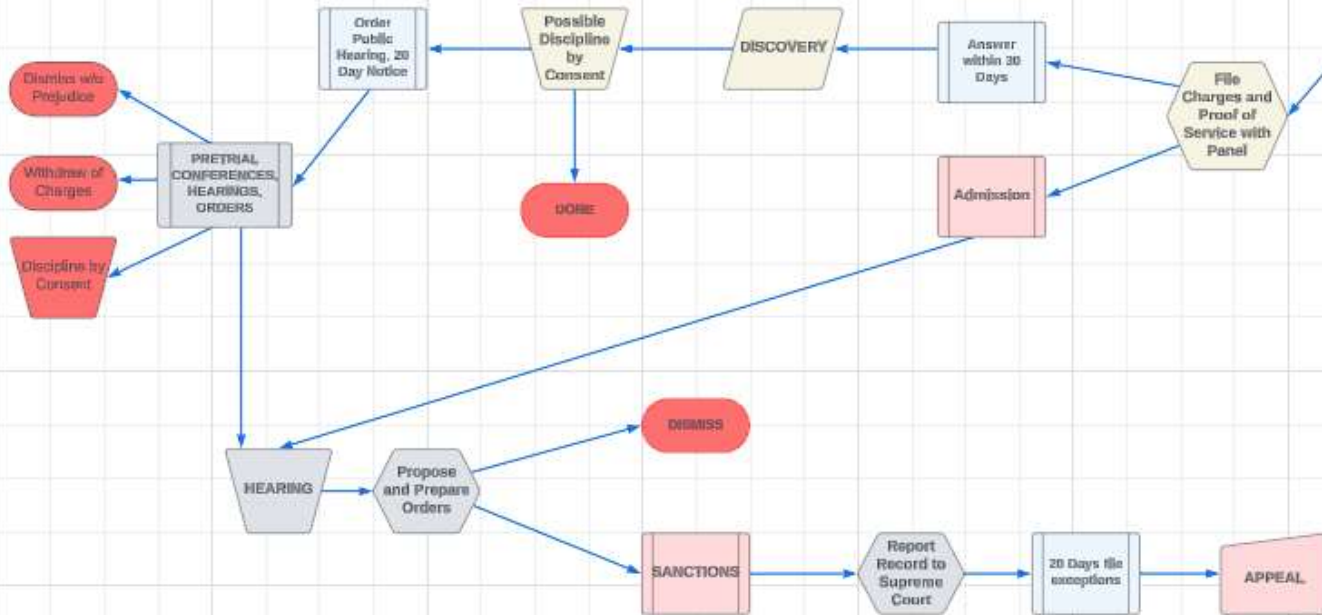 Order
Public
Hearing, 20
Day Notice
Possible
Discipline
by
Consent
DISCOVERY
Answer
within 30
Days
File
Charges and
Proof of
Service with
Panel
Dismiss w/o
Prejudice
PRETRIAL
CONFERENCES,
HEARINGS,
ORDERS
Withdraw of
Charges
Discipline by
Consent
DONE
Admission
DISMISS
HEARING
Propose
and Prepare
Orders
SANCTIONS
Report
Record to
Supreme
Court
20 Days file
exceptions
APPEAL